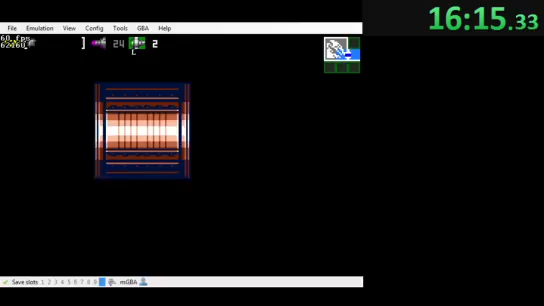 16:15.33
File Emulation View Config Tools GBA Help
60 fps
24 2
L
Save slots: 1 2 3 4 5 6 7 8 9 mGBA